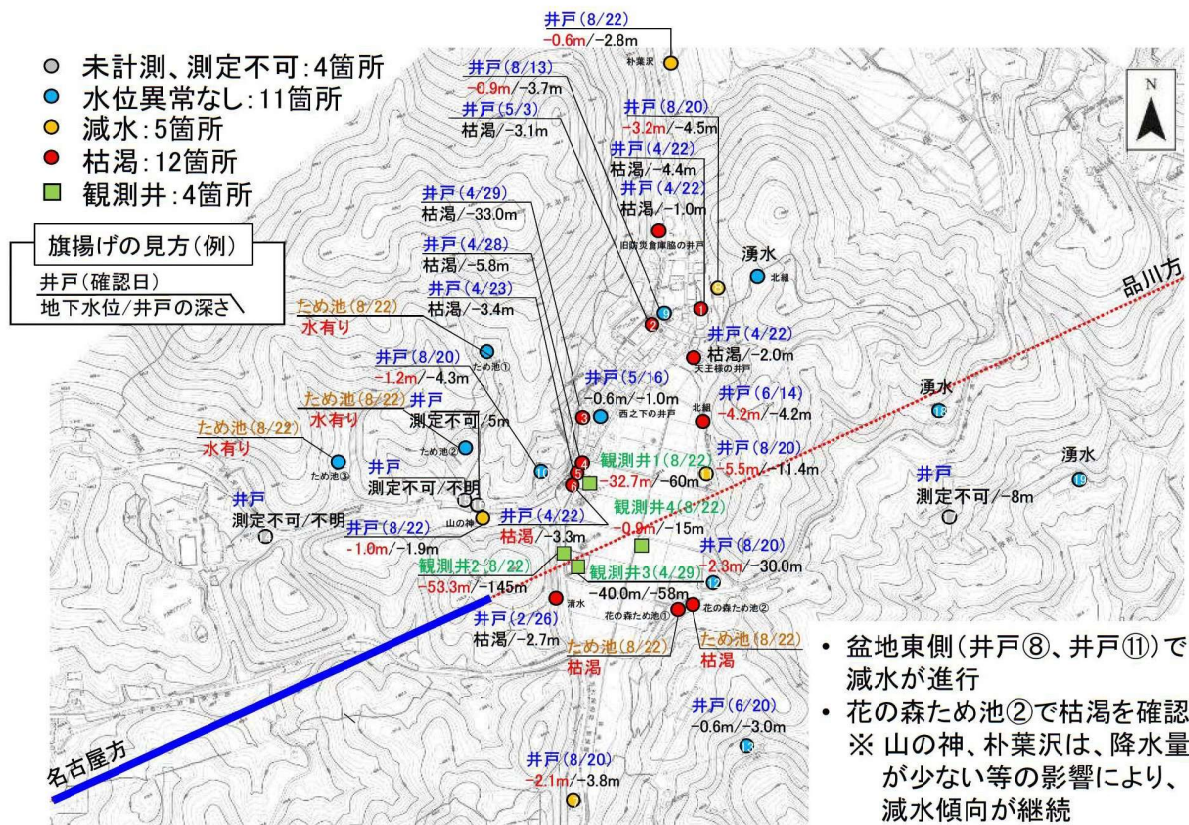 未計測、測定不可：4箇所
水位異常なし：11箇所
減水：5箇所
枯渇：12箇所
観測井：4箇所
旗揚げの見方(例)
井戸(確認日)
地下水位/井戸の深さ
井戸(8/22)
-0.6m/-2.8m
朴葉沢
井戸(8/13)
-0.9m/-3.7m
井戸(5/3)
枯渇/-3.1m
井戸(8/20)
-3.2m/-4.5m
井戸(4/22)
枯渇/-4.4m
井戸(4/22)
枯渇/-1.0m
旧防災倉庫脇の井戸
N
井戸(4/29)
枯渇/-33.0m
井戸(4/28)
枯渇/-5.8m
井戸(4/23)
枯渇/-3.4m
湧水
北組
品川方
8
9
1
2
ため池(8/22)
水有り
ため池①
井戸(4/22)
枯渇/-2.0m
天王様の井戸
井戸(8/20)
-1.2m/-4.3m
井戸(5/16)
-0.6m/-1.0m
西之下の井戸
3
井戸(6/14)
-4.2m/-4.2m
北組
湧水
18
ため池(8/22)
水有り
ため池②
井戸
測定不可/5m
ため池(8/22)
水有り
ため池③
10
4
5
6
観測井1(8/22)
-32.7m/-60m
井戸(8/20)
-5.5m/-11.4m
湧水
19
井戸
測定不可/不明
井戸
測定不可/不明
山の神
井戸(8/22)
-1.0m/-1.9m
井戸(4/22)
枯渇/-3.3m
観測井4(8/22)
-0.9m/-15m
井戸
測定不可/-8m
観測井2(8/22)
-53.3m/-145m
観測井3(4/29)
-40.0m/-58m
井戸(8/20)
-2.3m/-30.0m
12
清水
井戸(2/26)
枯渇/-2.7m
花の森ため池①
花の森ため池②
ため池(8/22)
枯渇
ため池(8/22)
枯渇
井戸(6/20)
-0.6m/-3.0m
13
名古屋方
井戸(8/20)
-2.1m/-3.8m
・ 盆地東側(井戸⑧、井戸⑪)で
減水が進行
・ 花の森ため池②で枯渇を確認
※ 山の神、朴葉沢は、降水量
が少ない等の影響により、
減水傾向が継続